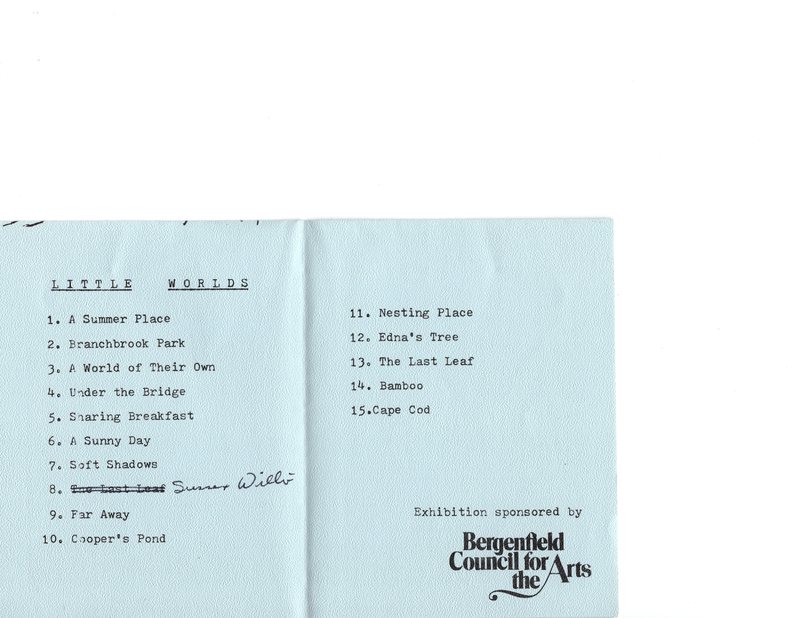 LITTLE WORLDS
1. A Summer Place
2. Branchbrook Park
3. A World of Their Own
4. Under the Bridge
5. Sharing Breakfast
6. A Sunny Day
7. Soft Shadows
8. The Last Leaf Sussex Willo
9. Far Away
10. Cooper's Pond
11. Nesting Place
12. Edna's Tree
13. The Last Leaf
14. Bamboo
15.Cape Cod
Exhibition sponsored by
Bergenfield
Council for
the Arts